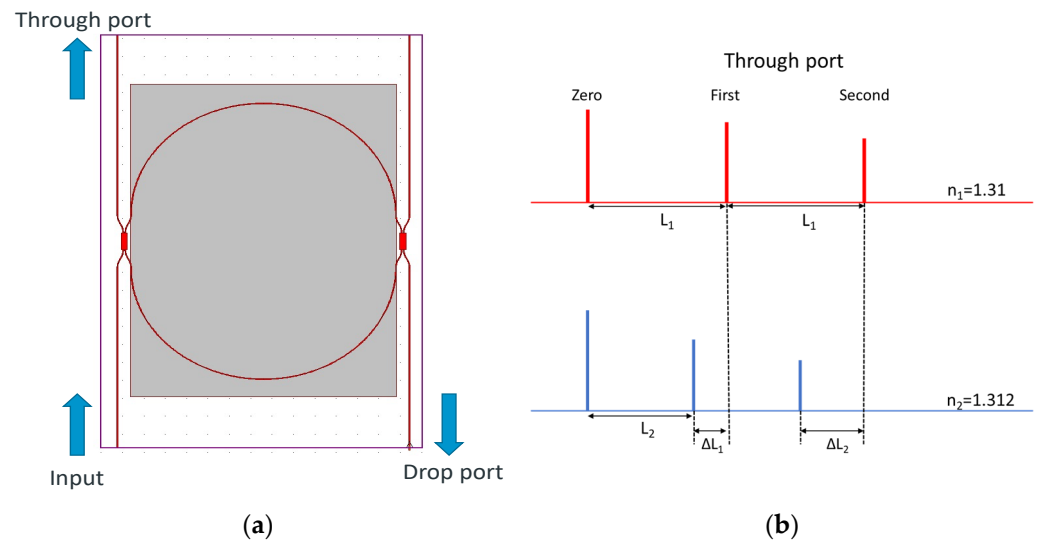 Through port
Input
Drop port
(a)
Through port
Zero First Second
n₁=1.31
L₁ L₁
n₂=1.312
L₂ ΔL₁ ΔL₂
(b)